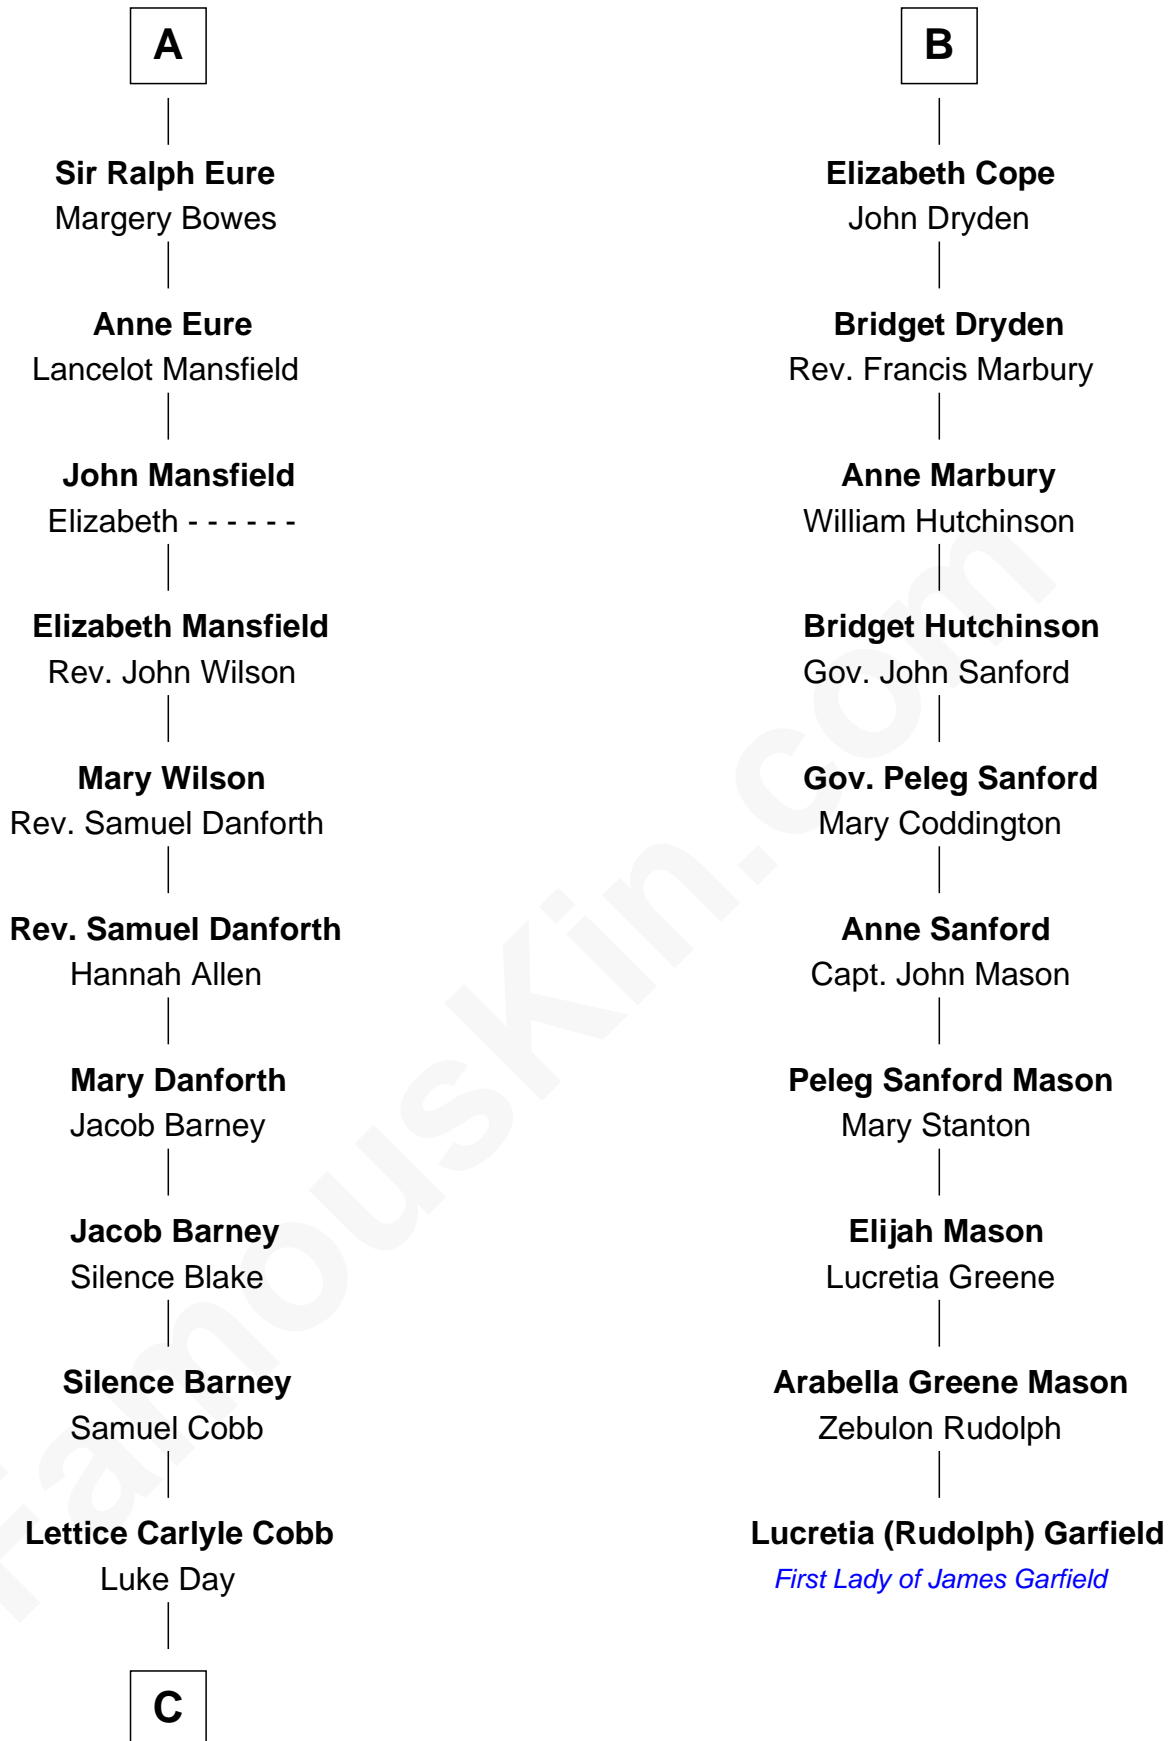 A
Sir Ralph Eure
Margery Bowes
Anne Eure
Lancelot Mansfield
John Mansfield
Elizabeth - - - - - -
Elizabeth Mansfield
Rev. John Wilson
Mary Wilson
Rev. Samuel Danforth
Rev. Samuel Danforth
Hannah Allen
Mary Danforth
Jacob Barney
Jacob Barney
Silence Blake
Silence Barney
Samuel Cobb
Lettice Carlyle Cobb
Luke Day
C
B
Elizabeth Cope
John Dryden
Bridget Dryden
Rev. Francis Marbury
Anne Marbury
William Hutchinson
Bridget Hutchinson
Gov. John Sanford
Gov. Peleg Sanford
Mary Coddington
Anne Sanford
Capt. John Mason
Peleg Sanford Mason
Mary Stanton
Elijah Mason
Lucretia Greene
Arabella Greene Mason
Zebulon Rudolph
Lucretia (Rudolph) Garfield
First Lady of James Garfield
FamousKin.com